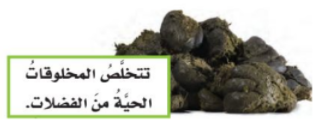 تتخلَّصُ المخلوقاتُ
الحيَّةُ منَ الفضلات.